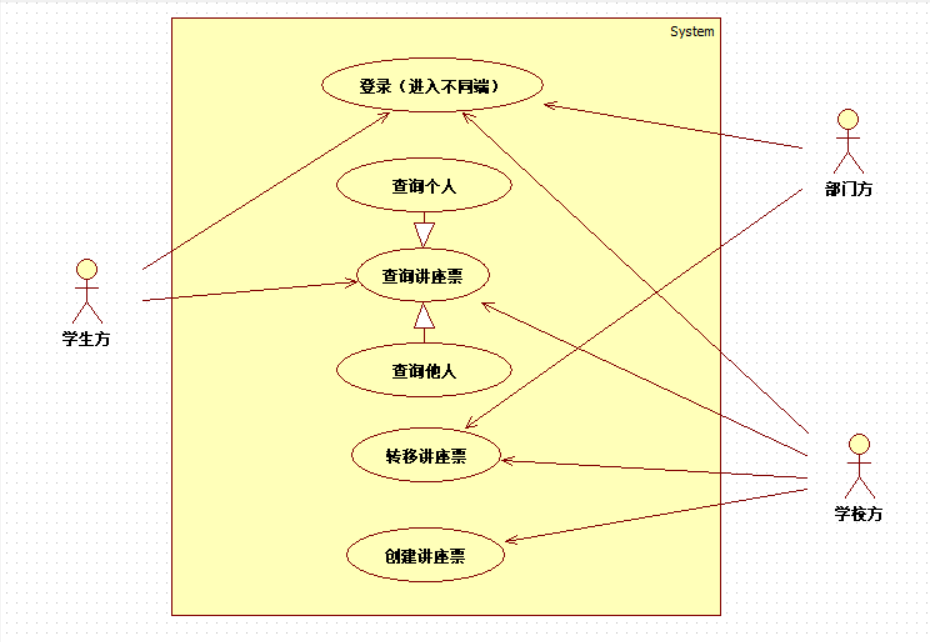 System
登录（进入不同端）
部门方
查询个人
查询讲座票
学生方
查询他人
转移讲座票
学校方
创建讲座票